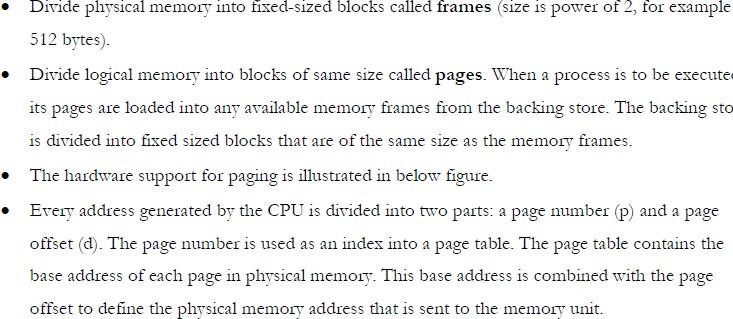 • Divide physical memory into fixed-sized blocks called frames (size is power of 2, for example
512 bytes).
• Divide logical memory into blocks of same size called pages. When a process is to be execute
its pages are loaded into any available memory frames from the backing store. The backing sto
is divided into fixed sized blocks that are of the same size as the memory frames.
• The hardware support for paging is illustrated in below figure.
• Every address generated by the CPU is divided into two parts: a page number (p) and a page
offset (d). The page number is used as an index into a page table. The page table contains the
base address of each page in physical memory. This base address is combined with the page
offset to define the physical memory address that is sent to the memory unit.